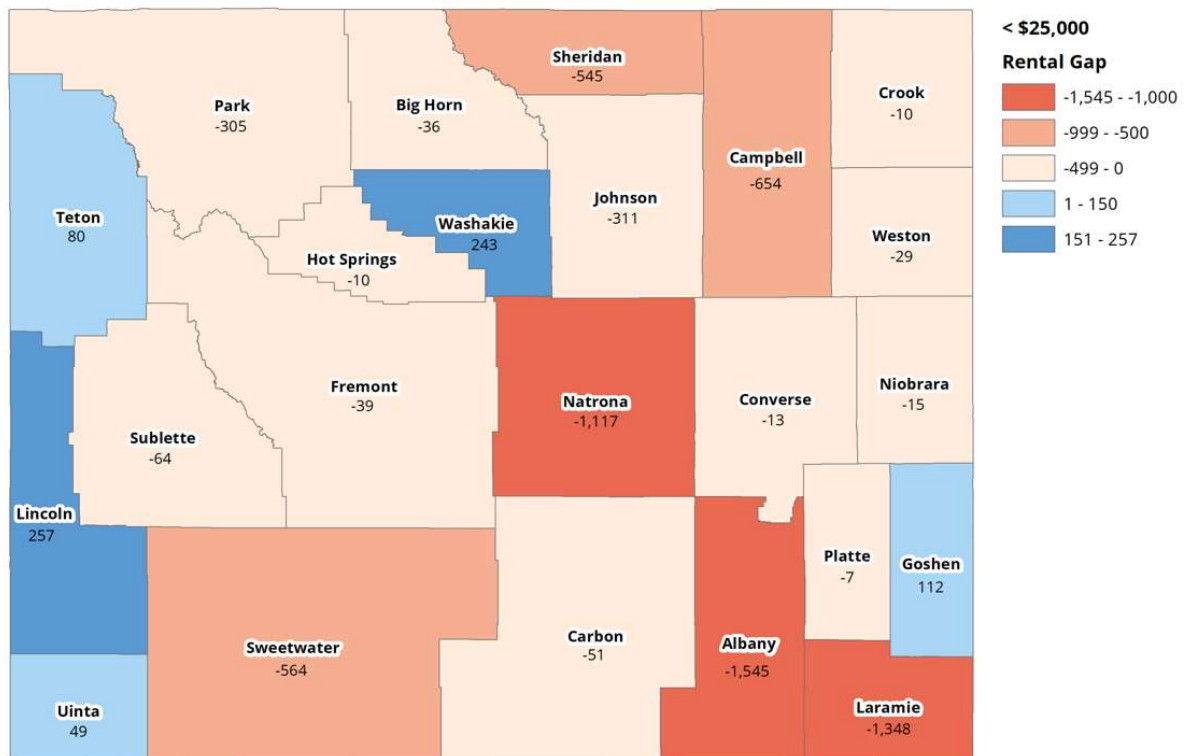 Sheridan
-545
Crook
-10
Park
-305
Big Horn
-36
Campbell
-654
Johnson
-311
Teton
80
Washakie
243
Weston
-29
Hot Springs
-10
Fremont
-39
Natrona
-1,117
Converse
-13
Niobrara
-15
Sublette
-64
Lincoln
257
Platte
-7
Goshen
112
Sweetwater
-564
Carbon
-51
Albany
-1,545
Uinta
49
Laramie
-1,348
< $25,000
Rental Gap
-1,545 - -1,000
-999 - -500
-499 - 0
1 - 150
151 - 257